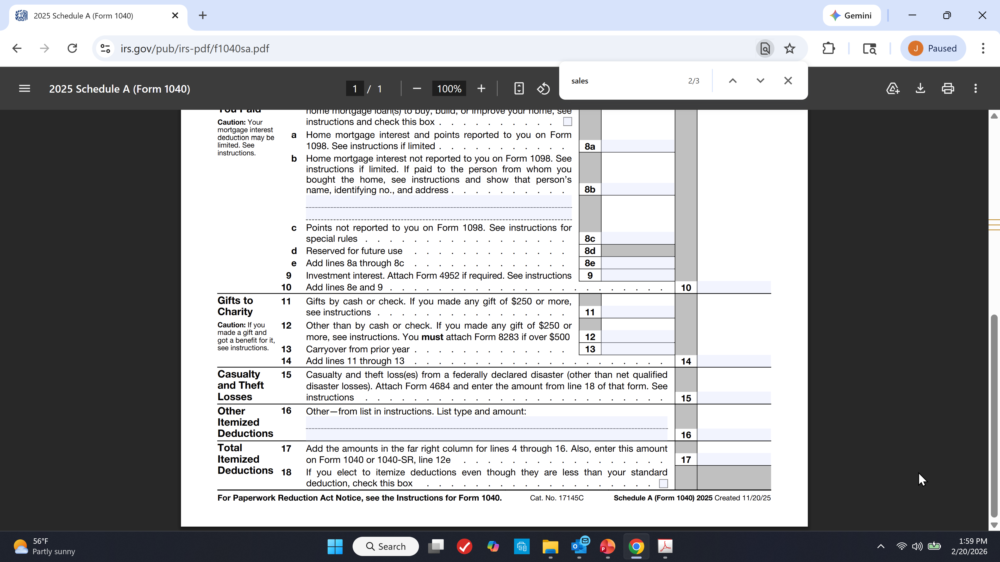 2025 Schedule A (Form 1040)
Gemini
irs.gov/pub/irs-pdf/f1040sa.pdf
J Paused
sales 2/3
2025 Schedule A (Form 1040) 1 / 1 100%
You Paid
home mortgage loan(s) to buy, build, or improve your home, see
instructions and check this box
Caution: Your
mortgage interest
deduction may be
limited. See
instructions.
a Home mortgage interest and points reported to you on Form
1098. See instructions if limited 8a
b Home mortgage interest not reported to you on Form 1098. See
instructions if limited. If paid to the person from whom you
bought the home, see instructions and show that person’s
name, identifying no., and address 8b
c Points not reported to you on Form 1098. See instructions for
special rules 8c
d Reserved for future use 8d
e Add lines 8a through 8c 8e
9 Investment interest. Attach Form 4952 if required. See instructions 9
10 Add lines 8e and 9 10
Gifts to
Charity
Caution: If you
made a gift and
got a benefit for it,
see instructions.
11 Gifts by cash or check. If you made any gift of $250 or more,
see instructions 11
12 Other than by cash or check. If you made any gift of $250 or
more, see instructions. You must attach Form 8283 if over $500 12
13 Carryover from prior year 13
14 Add lines 11 through 13 14
Casualty
and Theft
Losses
15 Casualty and theft loss(es) from a federally declared disaster (other than net qualified
disaster losses). Attach Form 4684 and enter the amount from line 18 of that form. See
instructions 15
Other
Itemized
Deductions
16 Other—from list in instructions. List type and amount:
16
Total
Itemized
Deductions
17 Add the amounts in the far right column for lines 4 through 16. Also, enter this amount
on Form 1040 or 1040-SR, line 12e 17
18 If you elect to itemize deductions even though they are less than your standard
deduction, check this box
For Paperwork Reduction Act Notice, see the Instructions for Form 1040. Cat. No. 17145C Schedule A (Form 1040) 2025 Created 11/20/25
56°F
Partly sunny
Search
1:59 PM
2/20/2026